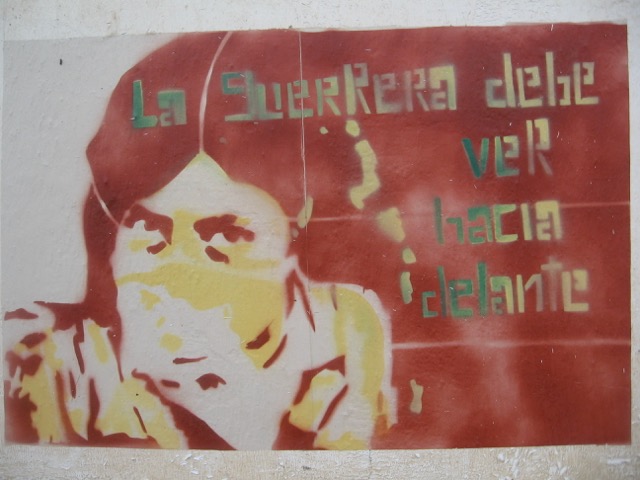 La guerrera debe
ver
hacia
delante